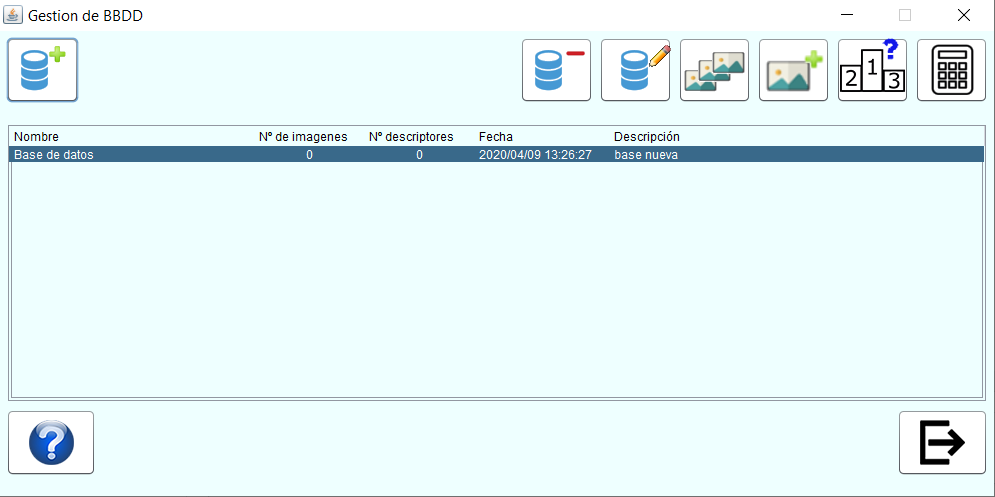 Gestion de BBDD
?
2 1 3
Nombre Nº de imagenes Nº descriptores Fecha Descripción
Base de datos 0 0 2020/04/09 13:26:27 base nueva
?